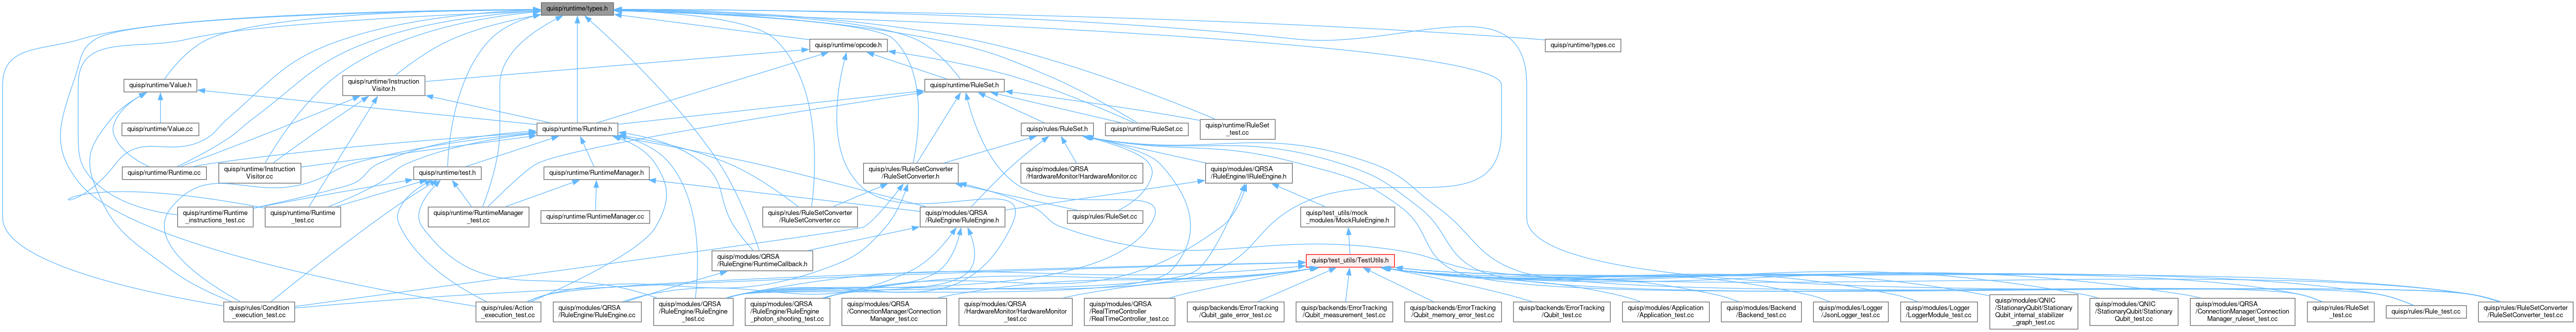 quisp/runtime/types.h
quisp/runtime/opcode.h
quisp/runtime/types.cc
quisp/runtime/Value.h
quisp/runtime/Instruction
Visitor.h
quisp/runtime/RuleSet.h
quisp/runtime/Value.cc
quisp/runtime/Runtime.h
quisp/rules/RuleSet.h
quisp/runtime/RuleSet.cc
quisp/runtime/RuleSet
_test.cc
quisp/runtime/Runtime.cc
quisp/runtime/Instruction
Visitor.cc
quisp/runtime/test.h
quisp/runtime/RuntimeManager.h
quisp/rules/RuleSetConverter
/RuleSetConverter.h
quisp/modules/QRSA
/HardwareMonitor/HardwareMonitor.cc
quisp/modules/QRSA
/RuleEngine/IRuleEngine.h
quisp/runtime/Runtime
_instructions_test.cc
quisp/runtime/Runtime
_test.cc
quisp/runtime/RuntimeManager
_test.cc
quisp/runtime/RuntimeManager.cc
quisp/rules/RuleSetConverter
/RuleSetConverter.cc
quisp/modules/QRSA
/RuleEngine/RuleEngine.h
quisp/rules/RuleSet.cc
quisp/test_utils/mock
_modules/MockRuleEngine.h
quisp/modules/QRSA
/RuleEngine/RuntimeCallback.h
quisp/test_utils/TestUtils.h
quisp/rules/Condition
_execution_test.cc
quisp/rules/Action
_execution_test.cc
quisp/modules/QRSA
/RuleEngine/RuleEngine.cc
quisp/modules/QRSA
/RuleEngine/RuleEngine
_test.cc
quisp/modules/QRSA
/RuleEngine/RuleEngine
_photon_shooting_test.cc
quisp/modules/QRSA
/ConnectionManager/Connection
Manager_test.cc
quisp/modules/QRSA
/HardwareMonitor/HardwareMonitor
_test.cc
quisp/modules/QRSA
/RealTimeController
/RealTimeController_test.cc
quisp/backends/ErrorTracking
/Qubit_gate_error_test.cc
quisp/backends/ErrorTracking
/Qubit_measurement_test.cc
quisp/backends/ErrorTracking
/Qubit_memory_error_test.cc
quisp/backends/ErrorTracking
/Qubit_test.cc
quisp/modules/Application
/Application_test.cc
quisp/modules/Backend
/Backend_test.cc
quisp/modules/Logger
/JsonLogger_test.cc
quisp/modules/Logger
/LoggerModule_test.cc
quisp/modules/QNIC
/StationaryQubit/Stationary
Qubit_internal_stabilizer
_graph_test.cc
quisp/modules/QNIC
/StationaryQubit/Stationary
Qubit_test.cc
quisp/modules/QRSA
/ConnectionManager/Connection
Manager_ruleset_test.cc
quisp/rules/RuleSet
_test.cc
quisp/rules/Rule_test.cc
quisp/rules/RuleSetConverter
/RuleSetConverter_test.cc